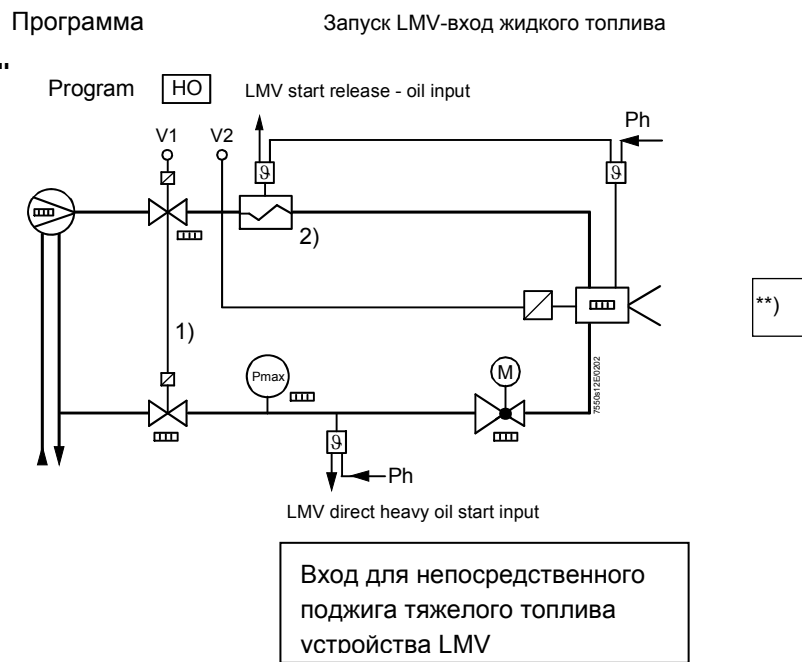 Программа Запуск LMV-вход жидкого топлива
"
Program HO LMV start release - oil input
V1 V2 Ph
ϑ ϑ
2)
**)
1)
Pmax M
7550s12E/0202
ϑ
Ph
LMV direct heavy oil start input
Вход для непосредственного
поджига тяжелого топлива
устройства LMV